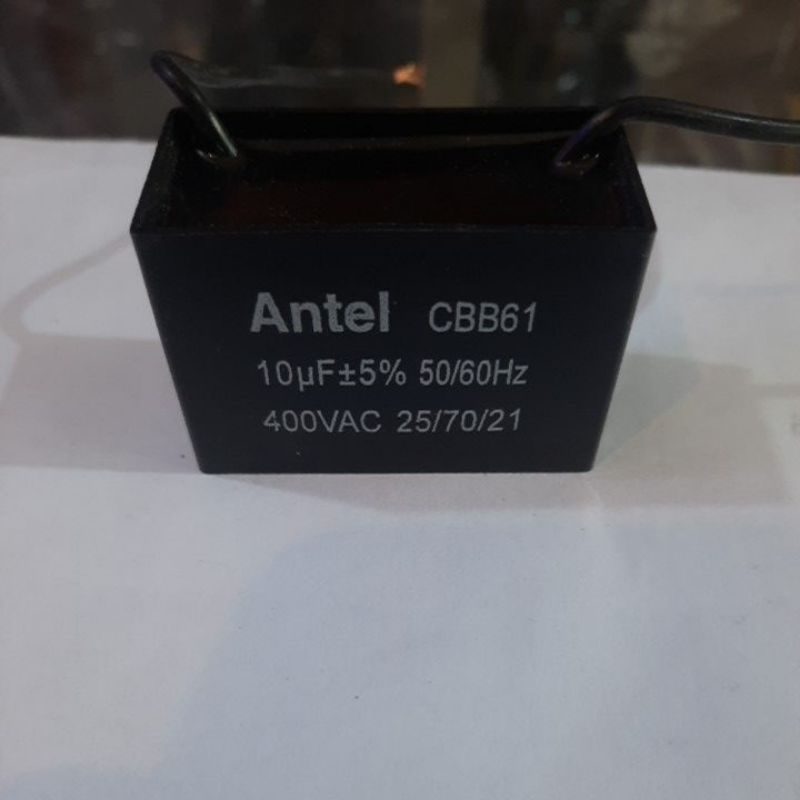 Antel CBB61
10μF±5% 50/60Hz
400VAC 25/70/21